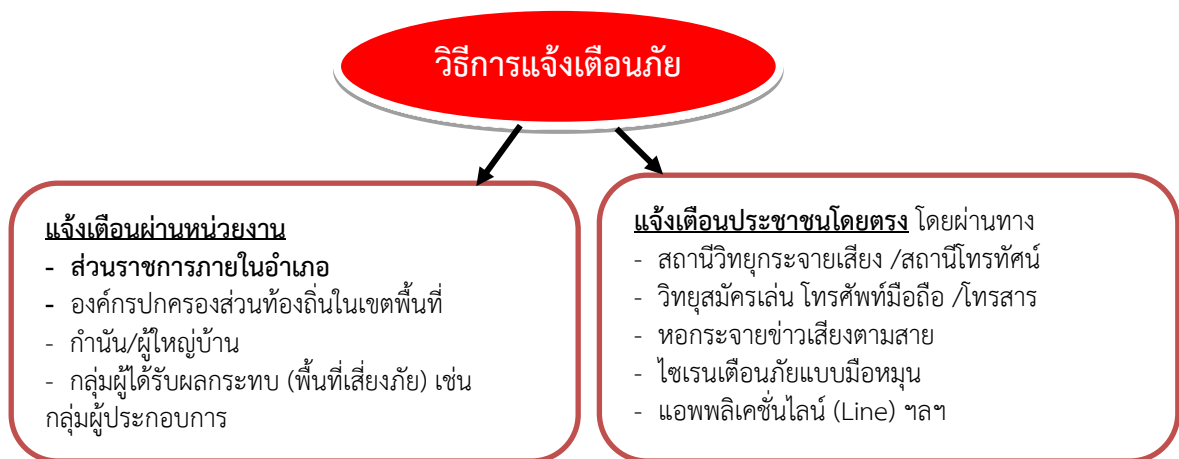 วิธีการแจ้งเตือนภัย
แจ้งเตือนผ่านหน่วยงาน
- ส่วนราชการภายในอำเภอ
- องค์กรปกครองส่วนท้องถิ่นในเขตพื้นที่
- กำนัน/ผู้ใหญ่บ้าน
- กลุ่มผู้ได้รับผลกระทบ (พื้นที่เสี่ยงภัย) เช่น
กลุ่มผู้ประกอบการ
แจ้งเตือนประชาชนโดยตรง โดยผ่านทาง
- สถานีวิทยุกระจายเสียง /สถานีโทรทัศน์
- วิทยุสมัครเล่น โทรศัพท์มือถือ /โทรสาร
- หอกระจายข่าวเสียงตามสาย
- ไซเรนเตือนภัยแบบมือหมุน
- แอพพลิเคชั่นไลน์ (Line) ฯลฯ